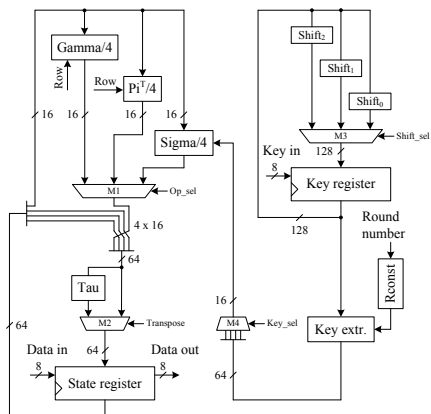 Gamma/4
Row
Row
Pi^T/4
16
16
16
16
Sigma/4
M1
Op_sel
4 x 16
64
Tau
M2
Transpose
64
64
Data in
Data out
8
8
State register
Shift₂
Shift₁
Shift₀
M3
Shift_sel
128
Key in
8
Key register
128
Round
number
Rconst
16
M4
Key_sel
Key extr.
64